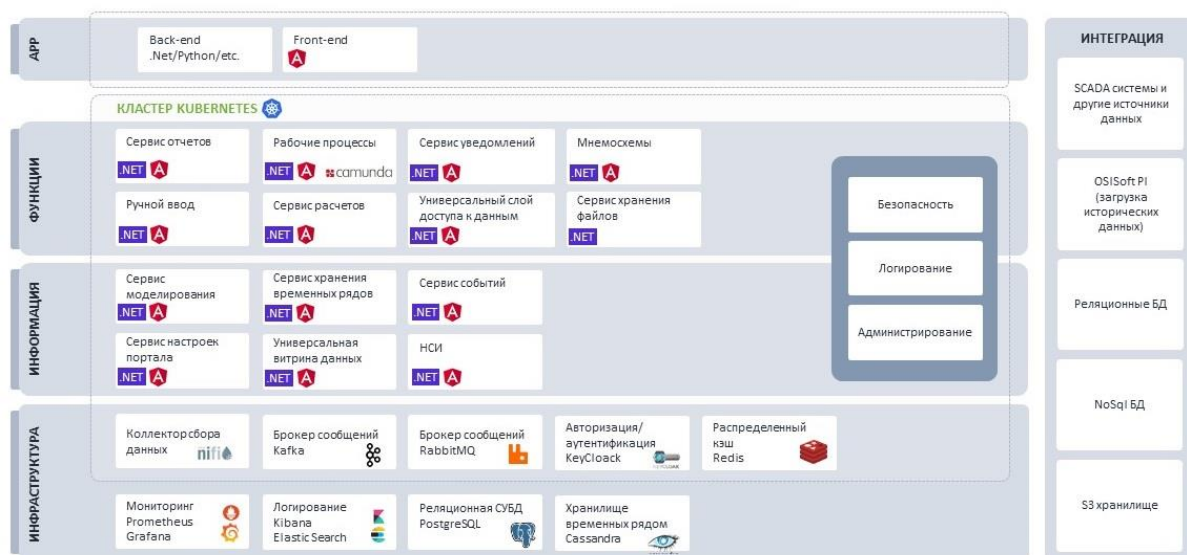 APP
Back-end
.Net/Python/etc.
Front-end
КЛАСТЕР KUBERNETES
ФУНКЦИИ
Сервис отчетов
.NET
Рабочие процессы
.NET camunda
Сервис уведомлений
.NET
Мнемосхемы
.NET
Ручной ввод
.NET
Сервис расчетов
.NET
Универсальный слой
доступа к данным
.NET
Сервис хранения
файлов
.NET
ИНФОРМАЦИЯ
Сервис
моделирования
.NET
Сервис хранения
временных рядов
.NET
Сервис событий
.NET
Сервис настроек
портала
.NET
Универсальная
витрина данных
.NET
НСИ
.NET
Безопасность
Логирование
Администрирование
ИНФРАСТРУКТУРА
Коллектор сбора
данных
nifi
Брокер сообщений
Kafka
Брокер сообщений
RabbitMQ
Авторизация/
аутентификация
KeyCloack
Распределенный
кэш
Redis
Мониторинг
Prometheus
Grafana
Логирование
Kibana
Elastic Search
Реляционная СУБД
PostgreSQL
Хранилище
временных рядом
Cassandra
ИНТЕГРАЦИЯ
SCADA системы и
другие источники
данных
OSISoft PI
(загрузка
исторических
данных)
Реляционные БД
NoSql БД
S3 хранилище